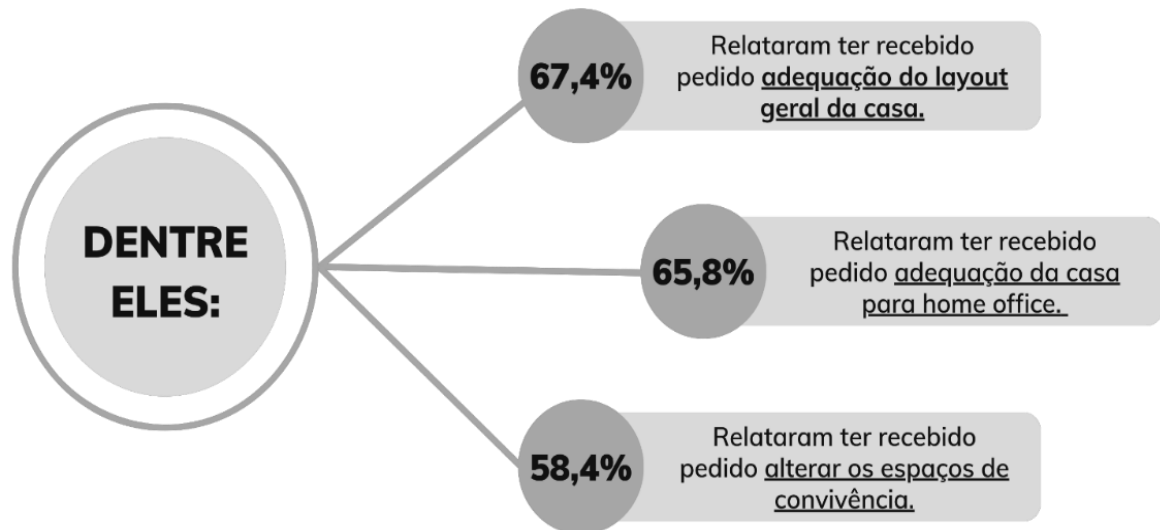 DENTRE
ELES:
67,4%
Relataram ter recebido
pedido adequação do layout
geral da casa.
65,8%
Relataram ter recebido
pedido adequação da casa
para home office.
58,4%
Relataram ter recebido
pedido alterar os espaços de
convivência.